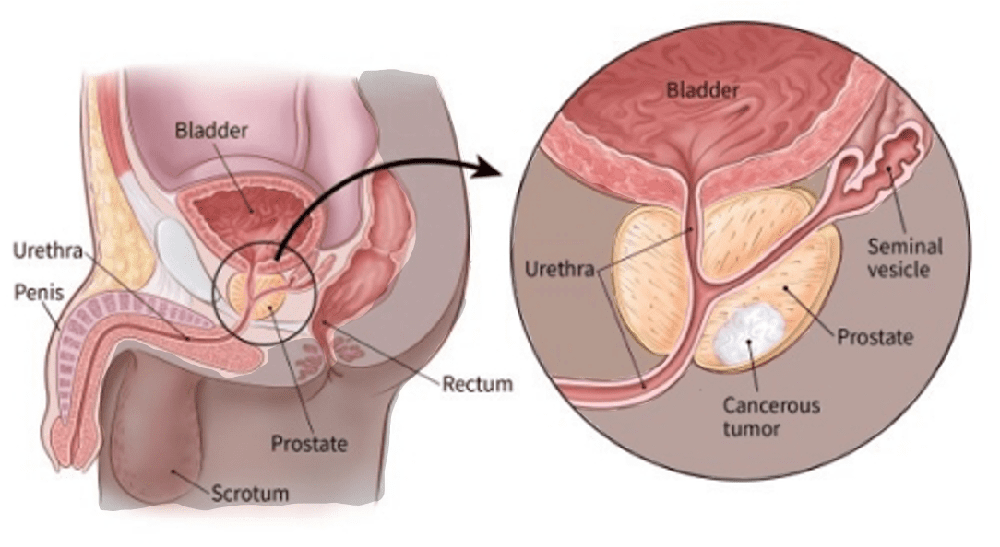 Bladder
Urethra
Penis
Rectum
Prostate
Scrotum
Bladder
Urethra
Seminal
vesicle
Prostate
Cancerous
tumor